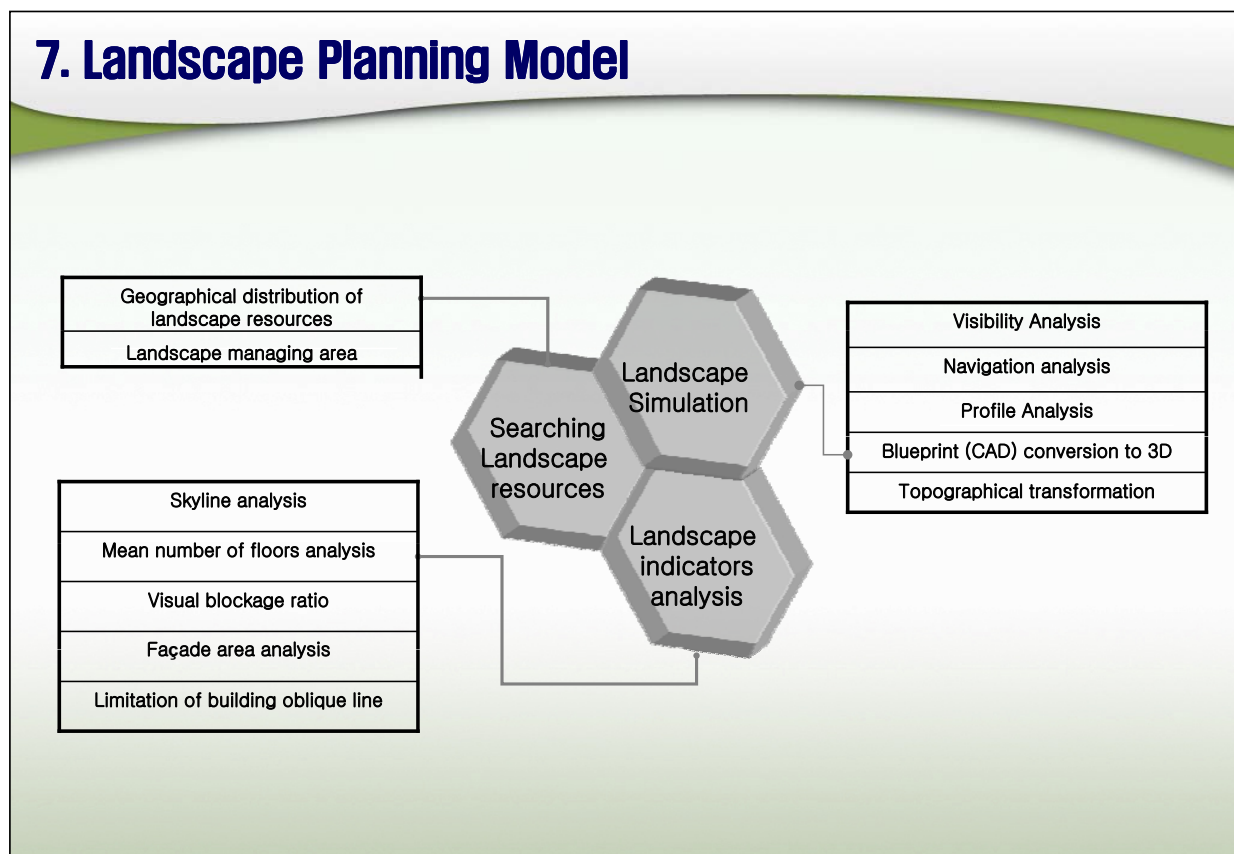 7. Landscape Planning Model
Geographical distribution of
landscape resources
Landscape managing area
Skyline analysis
Mean number of floors analysis
Visual blockage ratio
Façade area analysis
Limitation of building oblique line
Searching
Landscape
resources
Landscape
Simulation
Landscape
indicators
analysis
Visibility Analysis
Navigation analysis
Profile Analysis
Blueprint (CAD) conversion to 3D
Topographical transformation